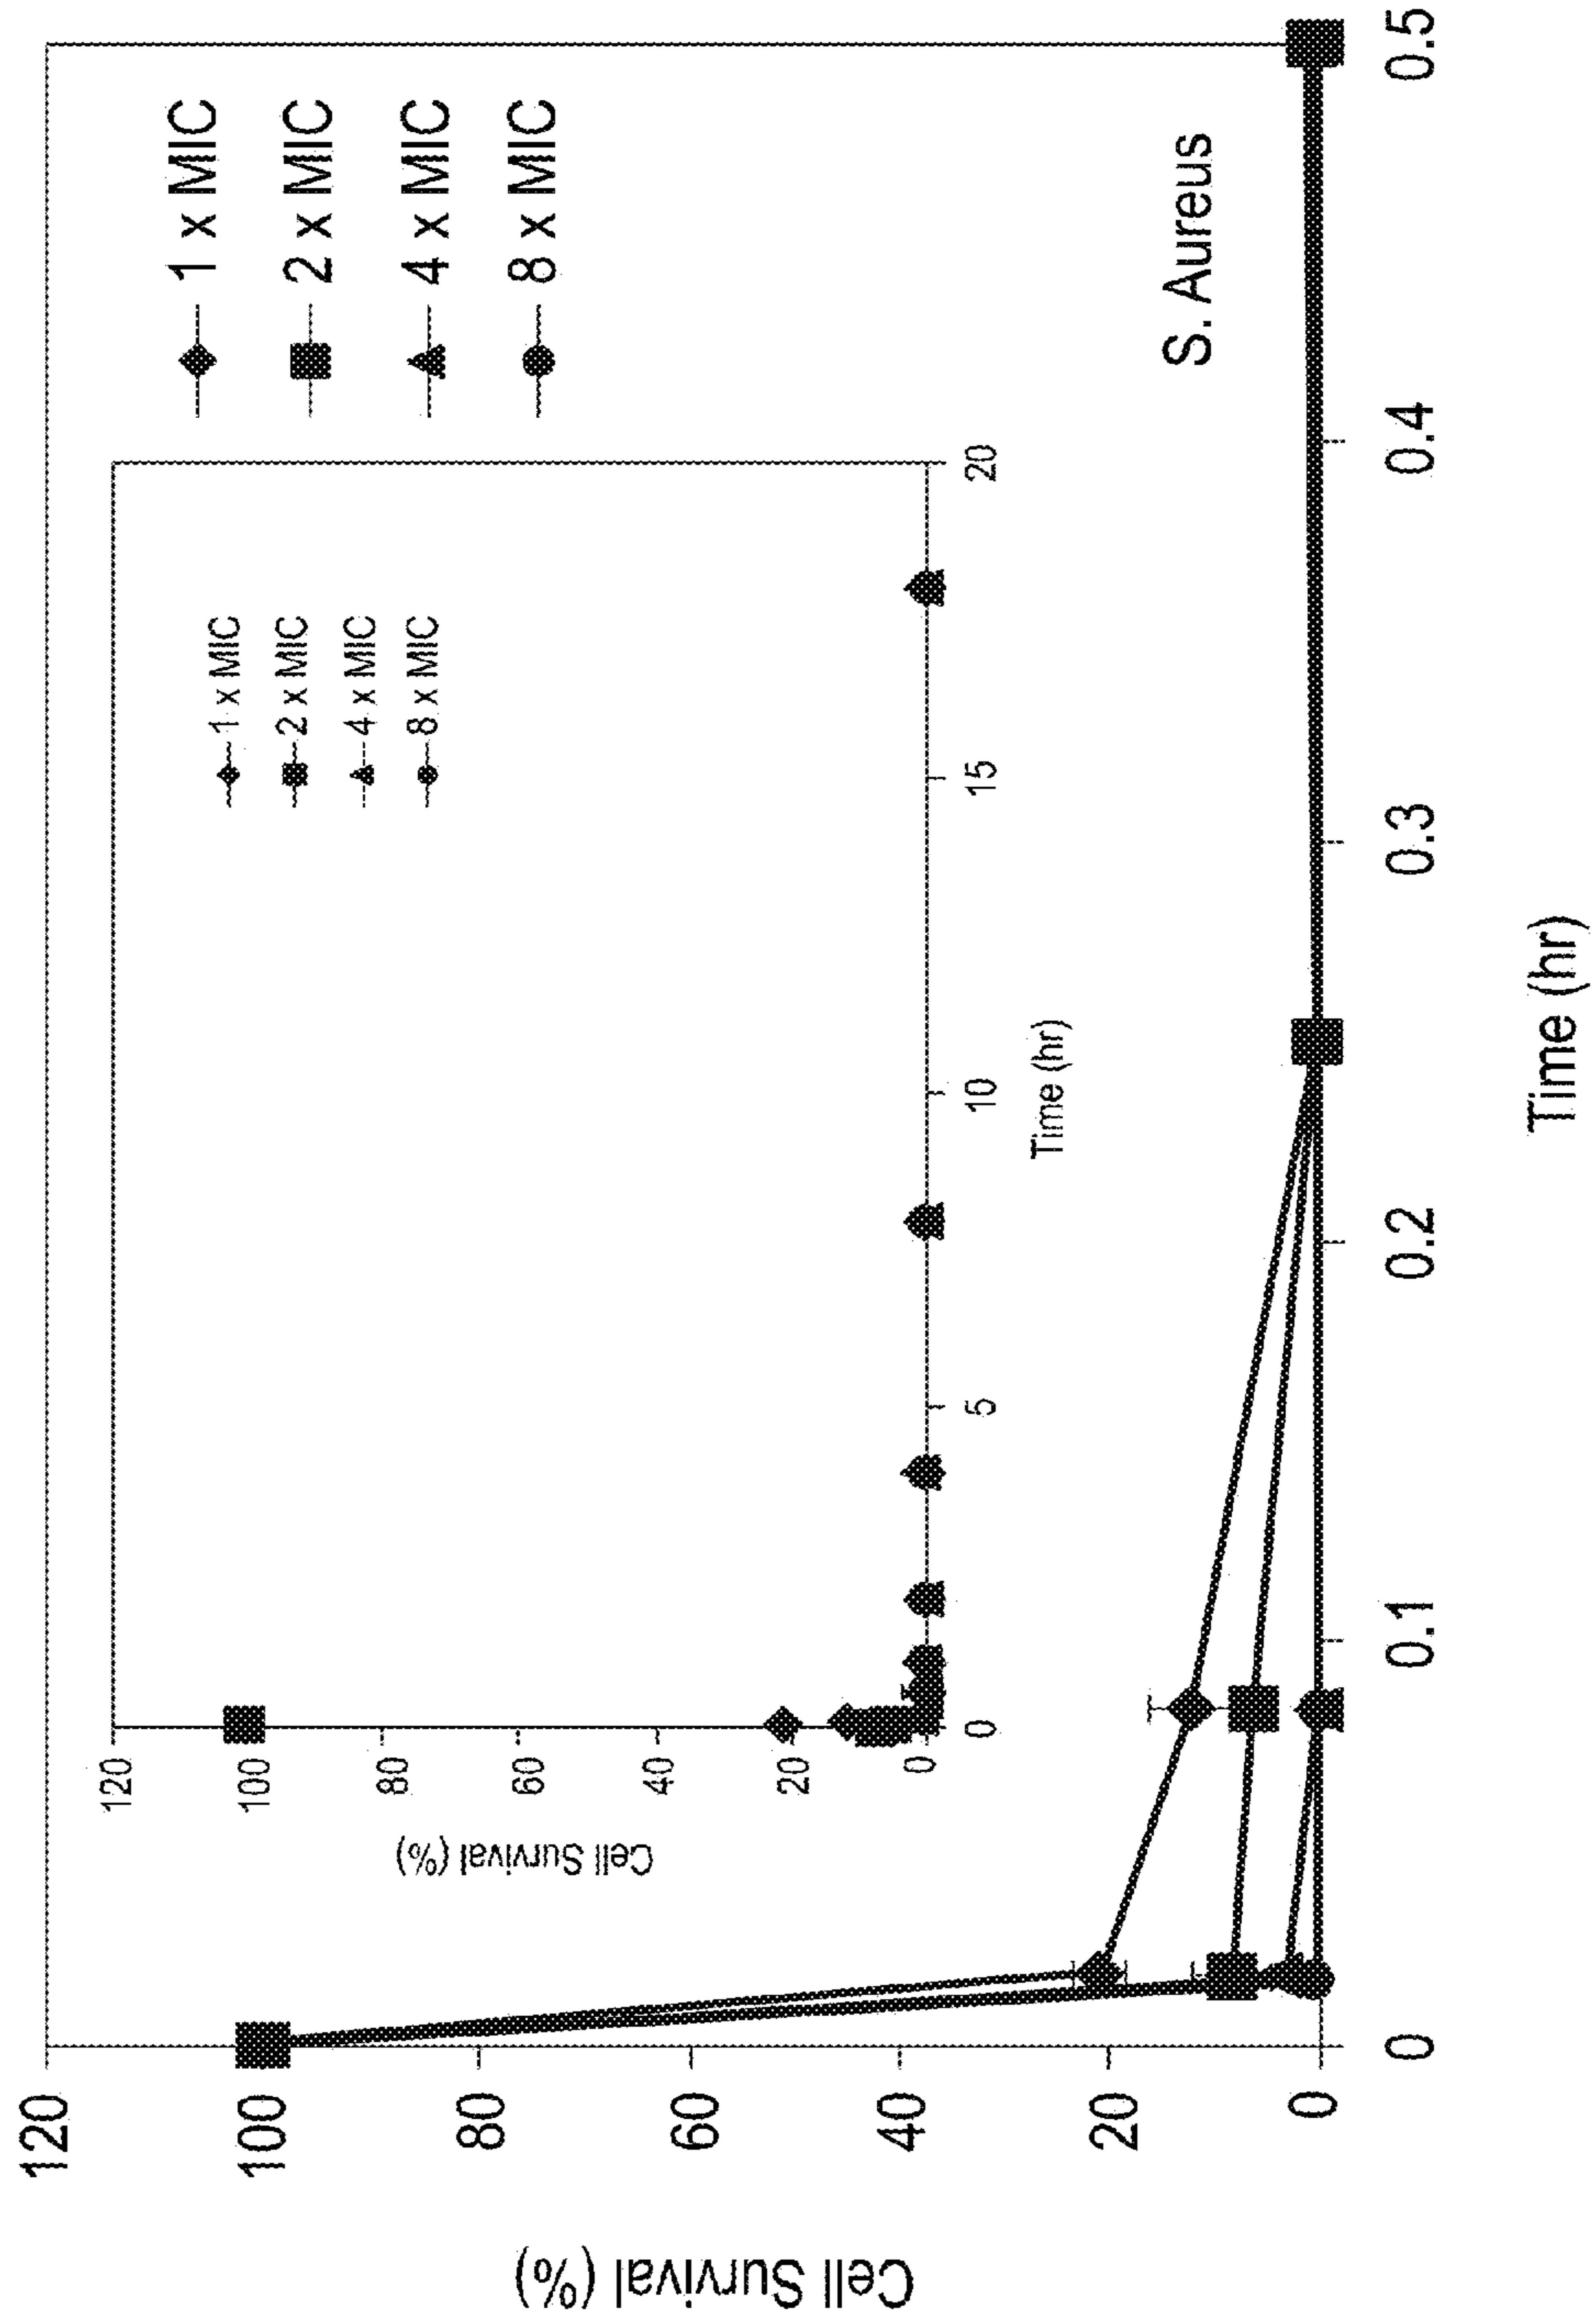 Cell Survival (%)
120
100
80
60
40
20
0
1 x MIC
2 x MIC
4 x MIC
8 x MIC
Cell Survival (%)
120
100
80
60
40
20
0
1 x MIC
2 x MIC
4 x MIC
8 x MIC
0 5 10 15 20
Time (hr)
S. Aureus
0 0.1 0.2 0.3 0.4 0.5
Time (hr)